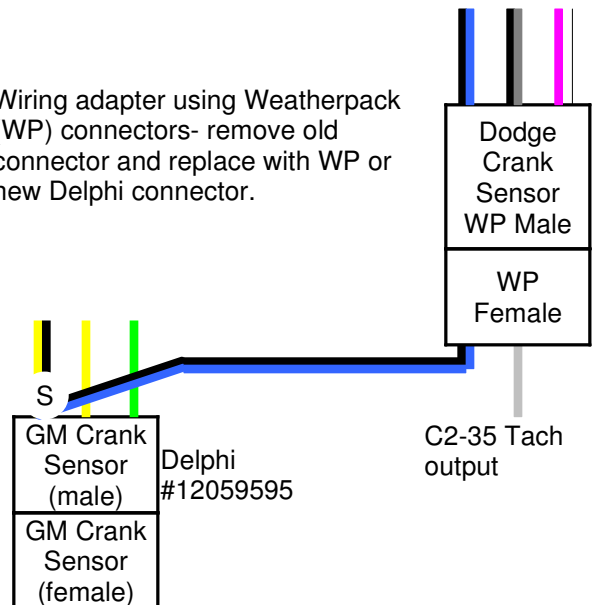 Wiring adapter using Weatherpack
(WP) connectors- remove old
connector and replace with WP or
new Delphi connector.
Dodge
Crank
Sensor
WP Male
WP
Female
S
GM Crank
Sensor
(male)
Delphi
#12059595
C2-35 Tach
output
GM Crank
Sensor
(female)